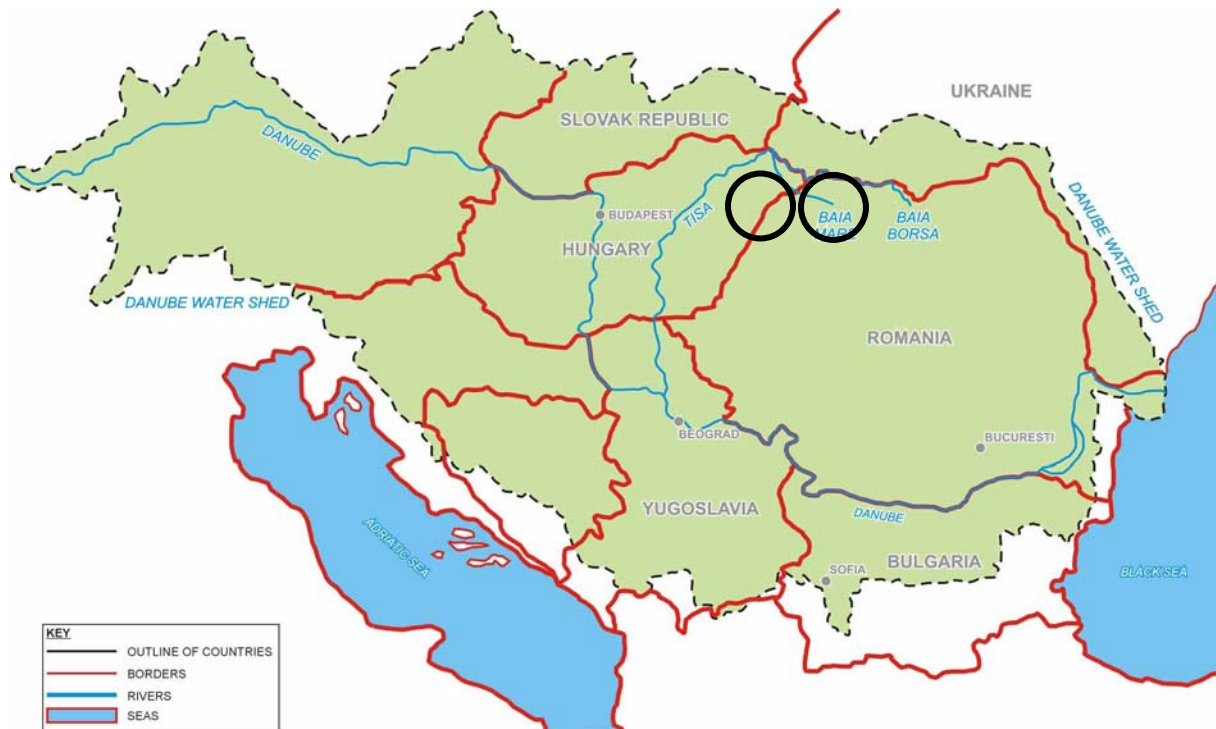 UKRAINE
SLOVAK REPUBLIC
DANUBE
BUDAPEST
TISA
BAIA
MARE
BAIA
BORSA
DANUBE WATER SHED
HUNGARY
DANUBE WATER SHED
ROMANIA
BEOGRAD
BUCURESTI
YUGOSLAVIA
DANUBE
ADRIATIC SEA
SOFIA
BULGARIA
BLACK SEA
KEY
OUTLINE OF COUNTRIES
BORDERS
RIVERS
SEAS